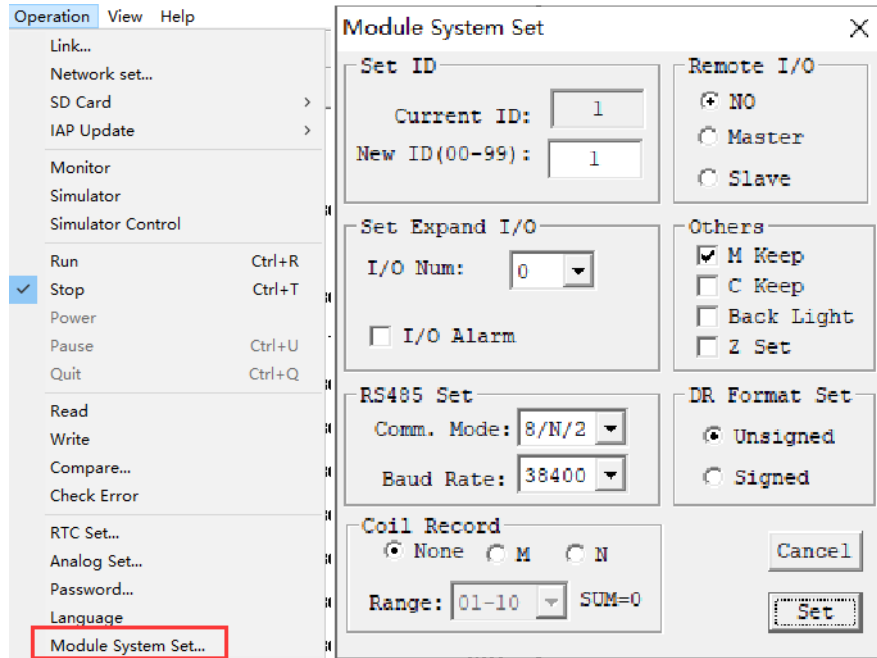 Operation View Help
Link...
Network set...
SD Card >
IAP Update >
Monitor
Simulator
Simulator Control
Run Ctrl+R
Stop Ctrl+T
Power
Pause Ctrl+U
Quit Ctrl+Q
Read
Write
Compare...
Check Error
RTC Set...
Analog Set...
Password...
Language
Module System Set...
Module System Set
Set ID
Current ID: 1
New ID(00-99): 1
Remote I/O
NO
Master
Slave
Set Expand I/O
I/O Num: 0
I/O Alarm
Others
M Keep
C Keep
Back Light
Z Set
RS485 Set
Comm. Mode: 8/N/2
Baud Rate: 38400
DR Format Set
Unsigned
Signed
Coil Record
None M N
Range: 01-10 SUM=0
Cancel
Set